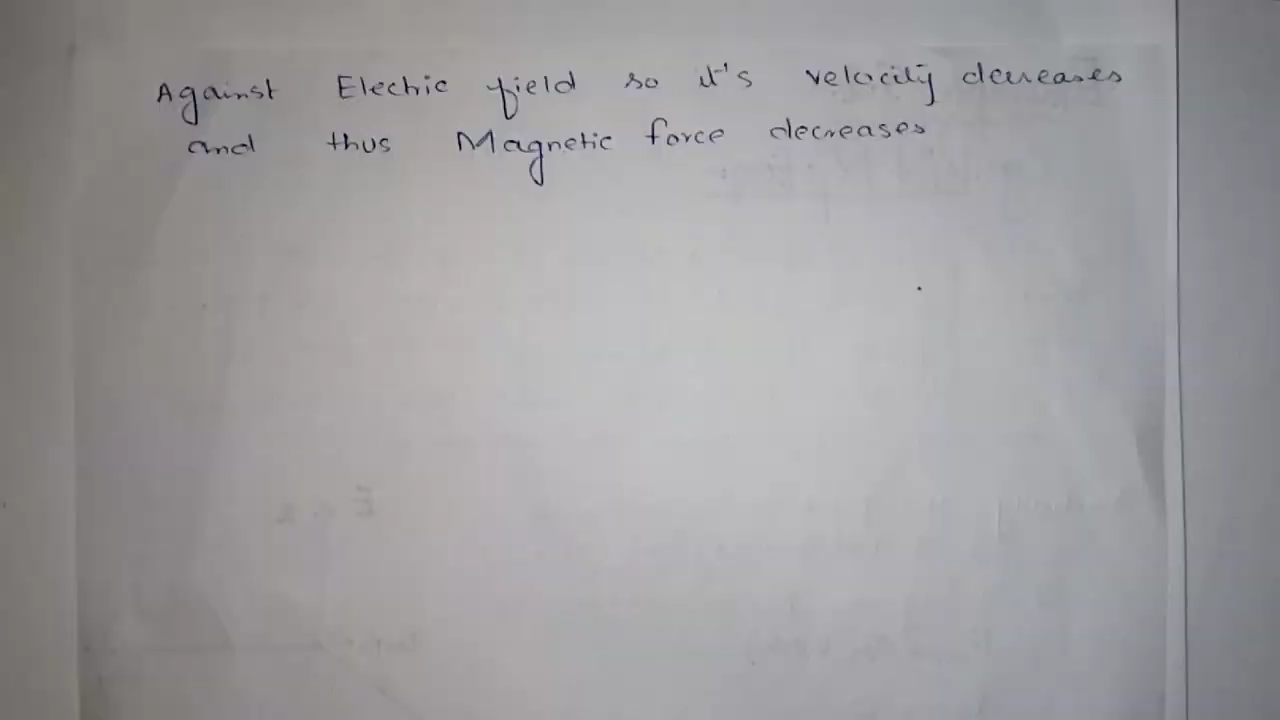 Against Electric field so it's velocity decreases
and thus Magnetic force decreases